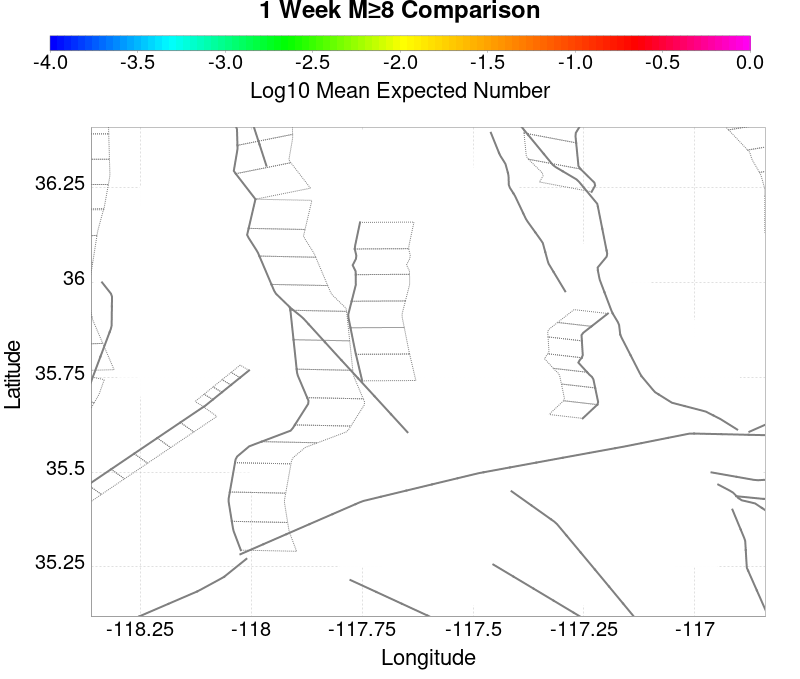 1 Week M≥8 Comparison
-4.0 -3.5 -3.0 -2.5 -2.0 -1.5 -1.0 -0.5 0.0
Log10 Mean Expected Number
36.25
36
35.75
35.5
35.25
Latitude
-118.25 -118 -117.75 -117.5 -117.25 -117
Longitude